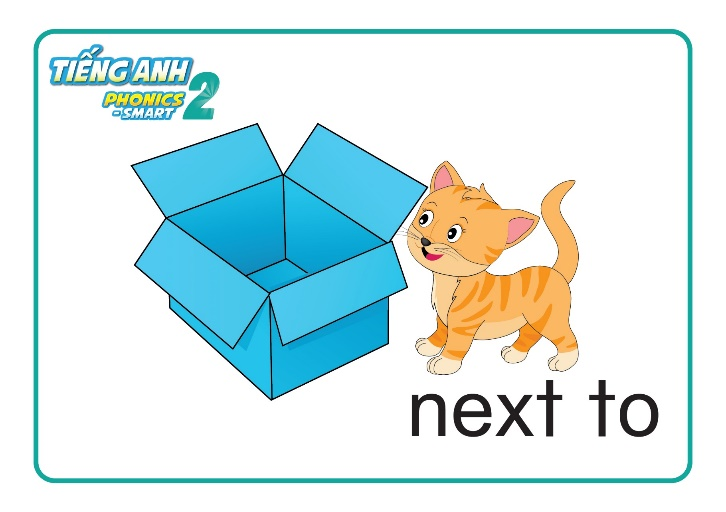 TIẾNG ANH
PHONICS
-SMART 2
next to